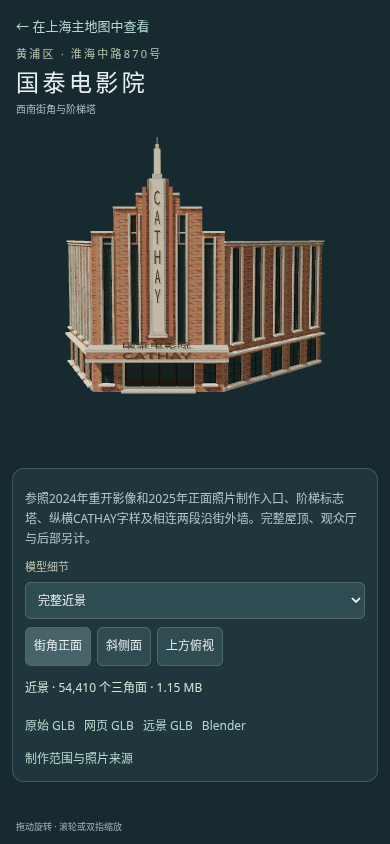 ← 在上海主地图中查看
黄浦区 · 淮海中路870号
国泰电影院
西南街角与阶梯塔
CATHAY
国泰电影院
CATHAY
参照2024年重开影像和2025年正面照片制作入口、阶梯标志
塔、纵横CATHAY字样及相连两段沿街外墙。完整屋顶、观众厅
与后部另计。
模型细节
完整近景
街角正面 斜侧面 上方俯视
近景 · 54,410 个三角面 · 1.15 MB
原始 GLB 网页 GLB 远景 GLB Blender
制作范围与照片来源
拖动旋转 · 滚轮或双指缩放